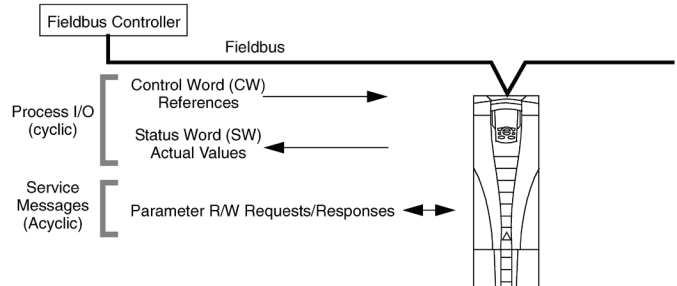 Fieldbus Controller
Fieldbus
Process I/O
(cyclic)
Control Word (CW)
References
Status Word (SW)
Actual Values
Service
Messages
(Acyclic)
Parameter R/W Requests/Responses